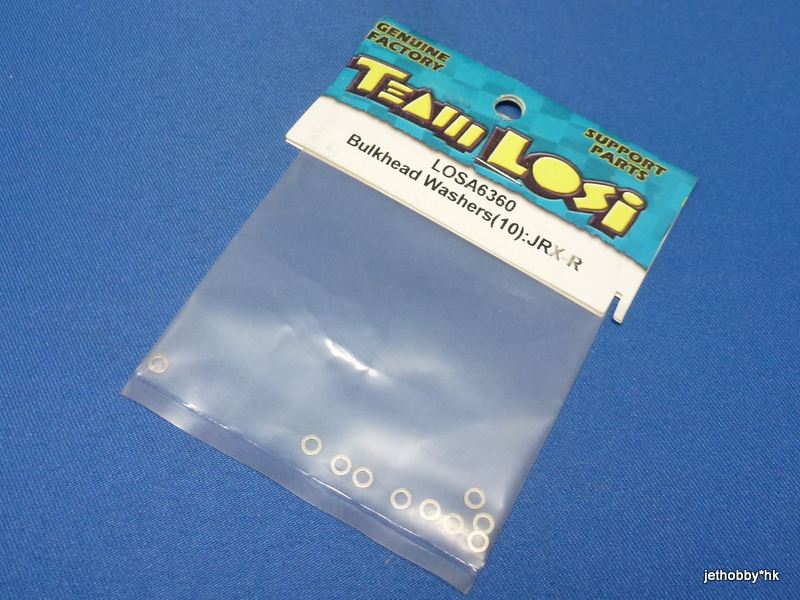 GENUINE
FACTORY
TEAM LOSI
SUPPORT
PARTS
LOSA6360
Bulkhead Washers(10):JRX-R
jethobby*hk